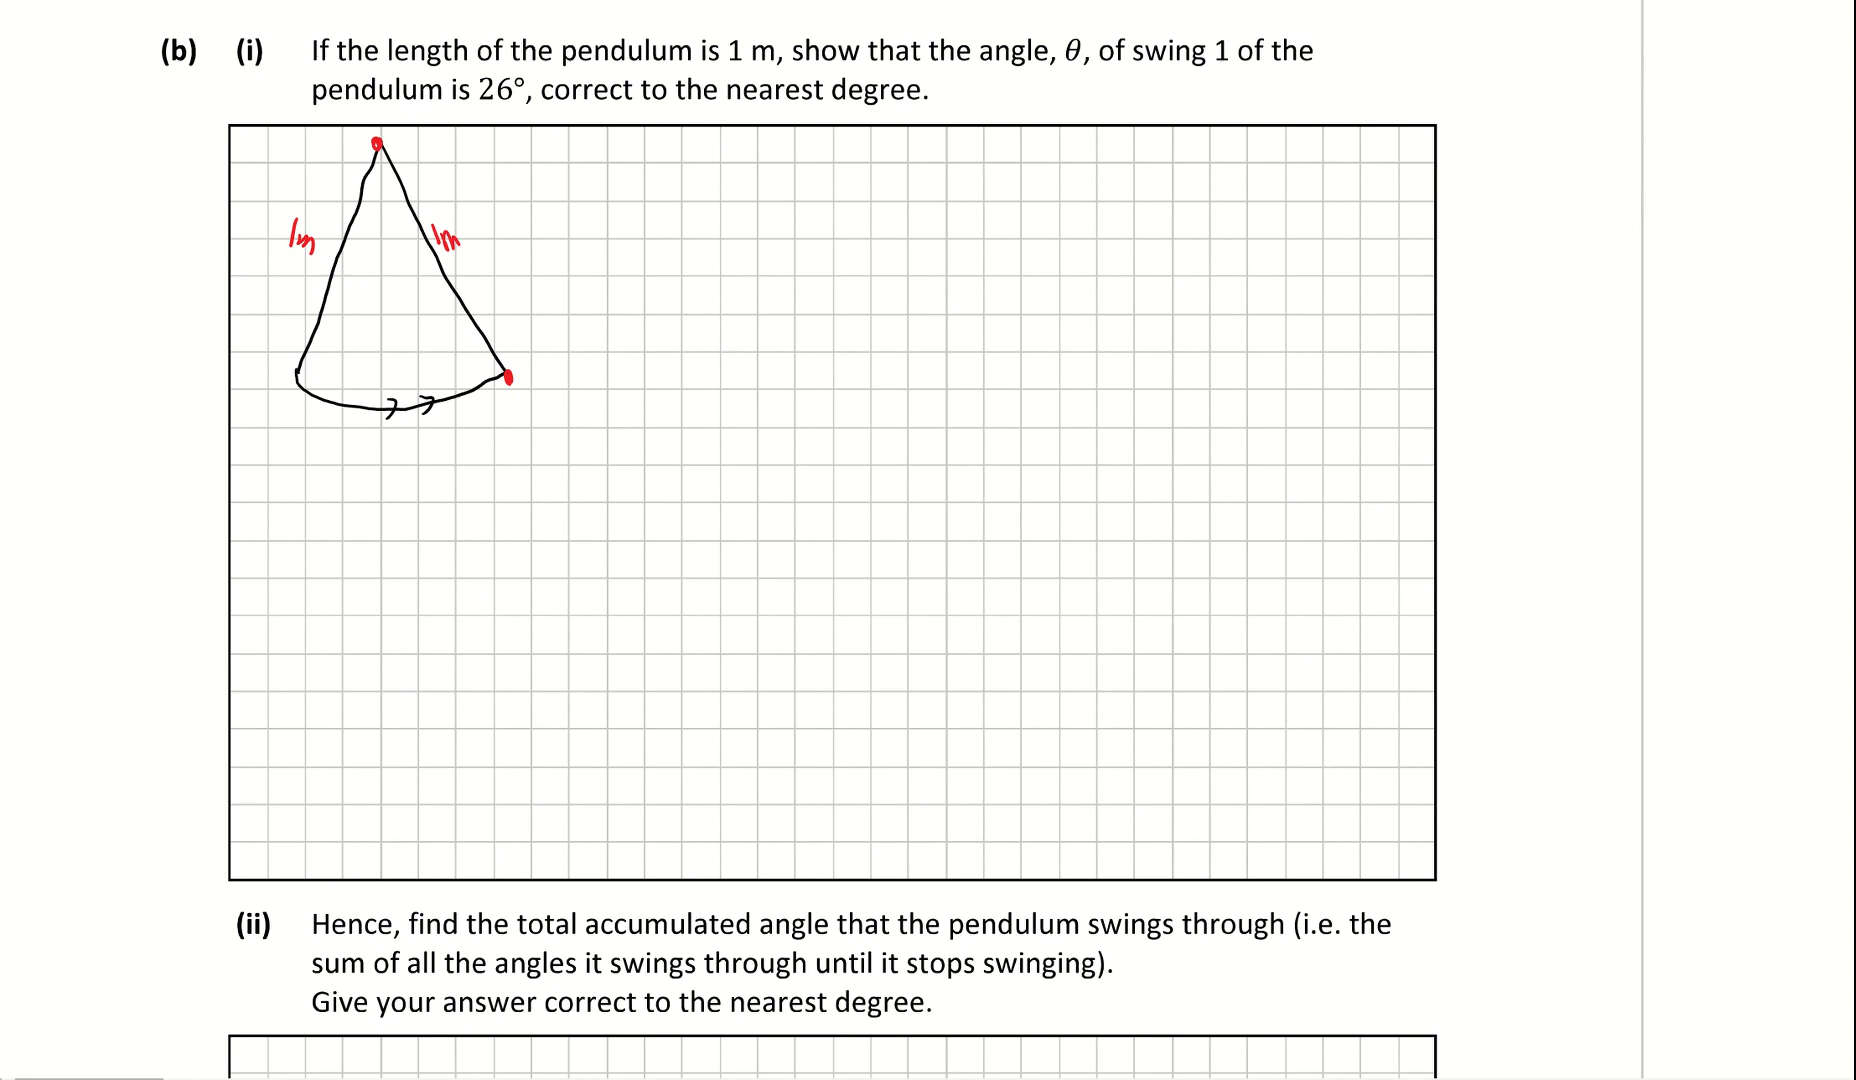 (b) (i) If the length of the pendulum is 1 m, show that the angle, θ, of swing 1 of the
pendulum is 26°, correct to the nearest degree.
1m 1m
(ii) Hence, find the total accumulated angle that the pendulum swings through (i.e. the
sum of all the angles it swings through until it stops swinging).
Give your answer correct to the nearest degree.